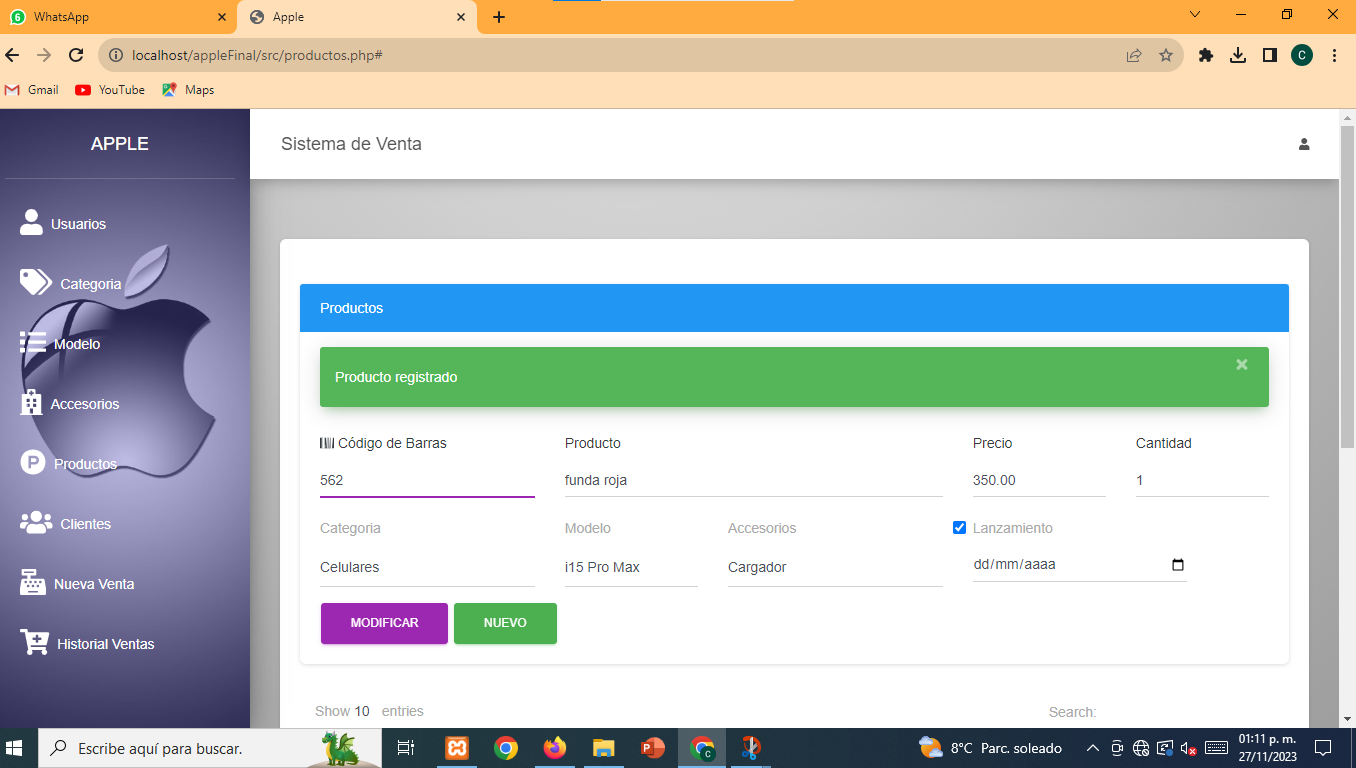 6 WhatsApp
Apple
localhost/appleFinal/src/productos.php#
C
Gmail YouTube Maps
APPLE
Sistema de Venta
Usuarios
Categoria
Modelo
Accesorios
P Productos
Clientes
Nueva Venta
Historial Ventas
Productos
Producto registrado
Código de Barras Producto Precio Cantidad
562 funda roja 350.00 1
Categoria Modelo Accesorios Lanzamiento
Celulares i15 Pro Max Cargador dd/mm/aaaa
MODIFICAR NUEVO
Show 10 entries Search:
Escribe aquí para buscar.
8°C Parc. soleado
01:11 p. m.
27/11/2023